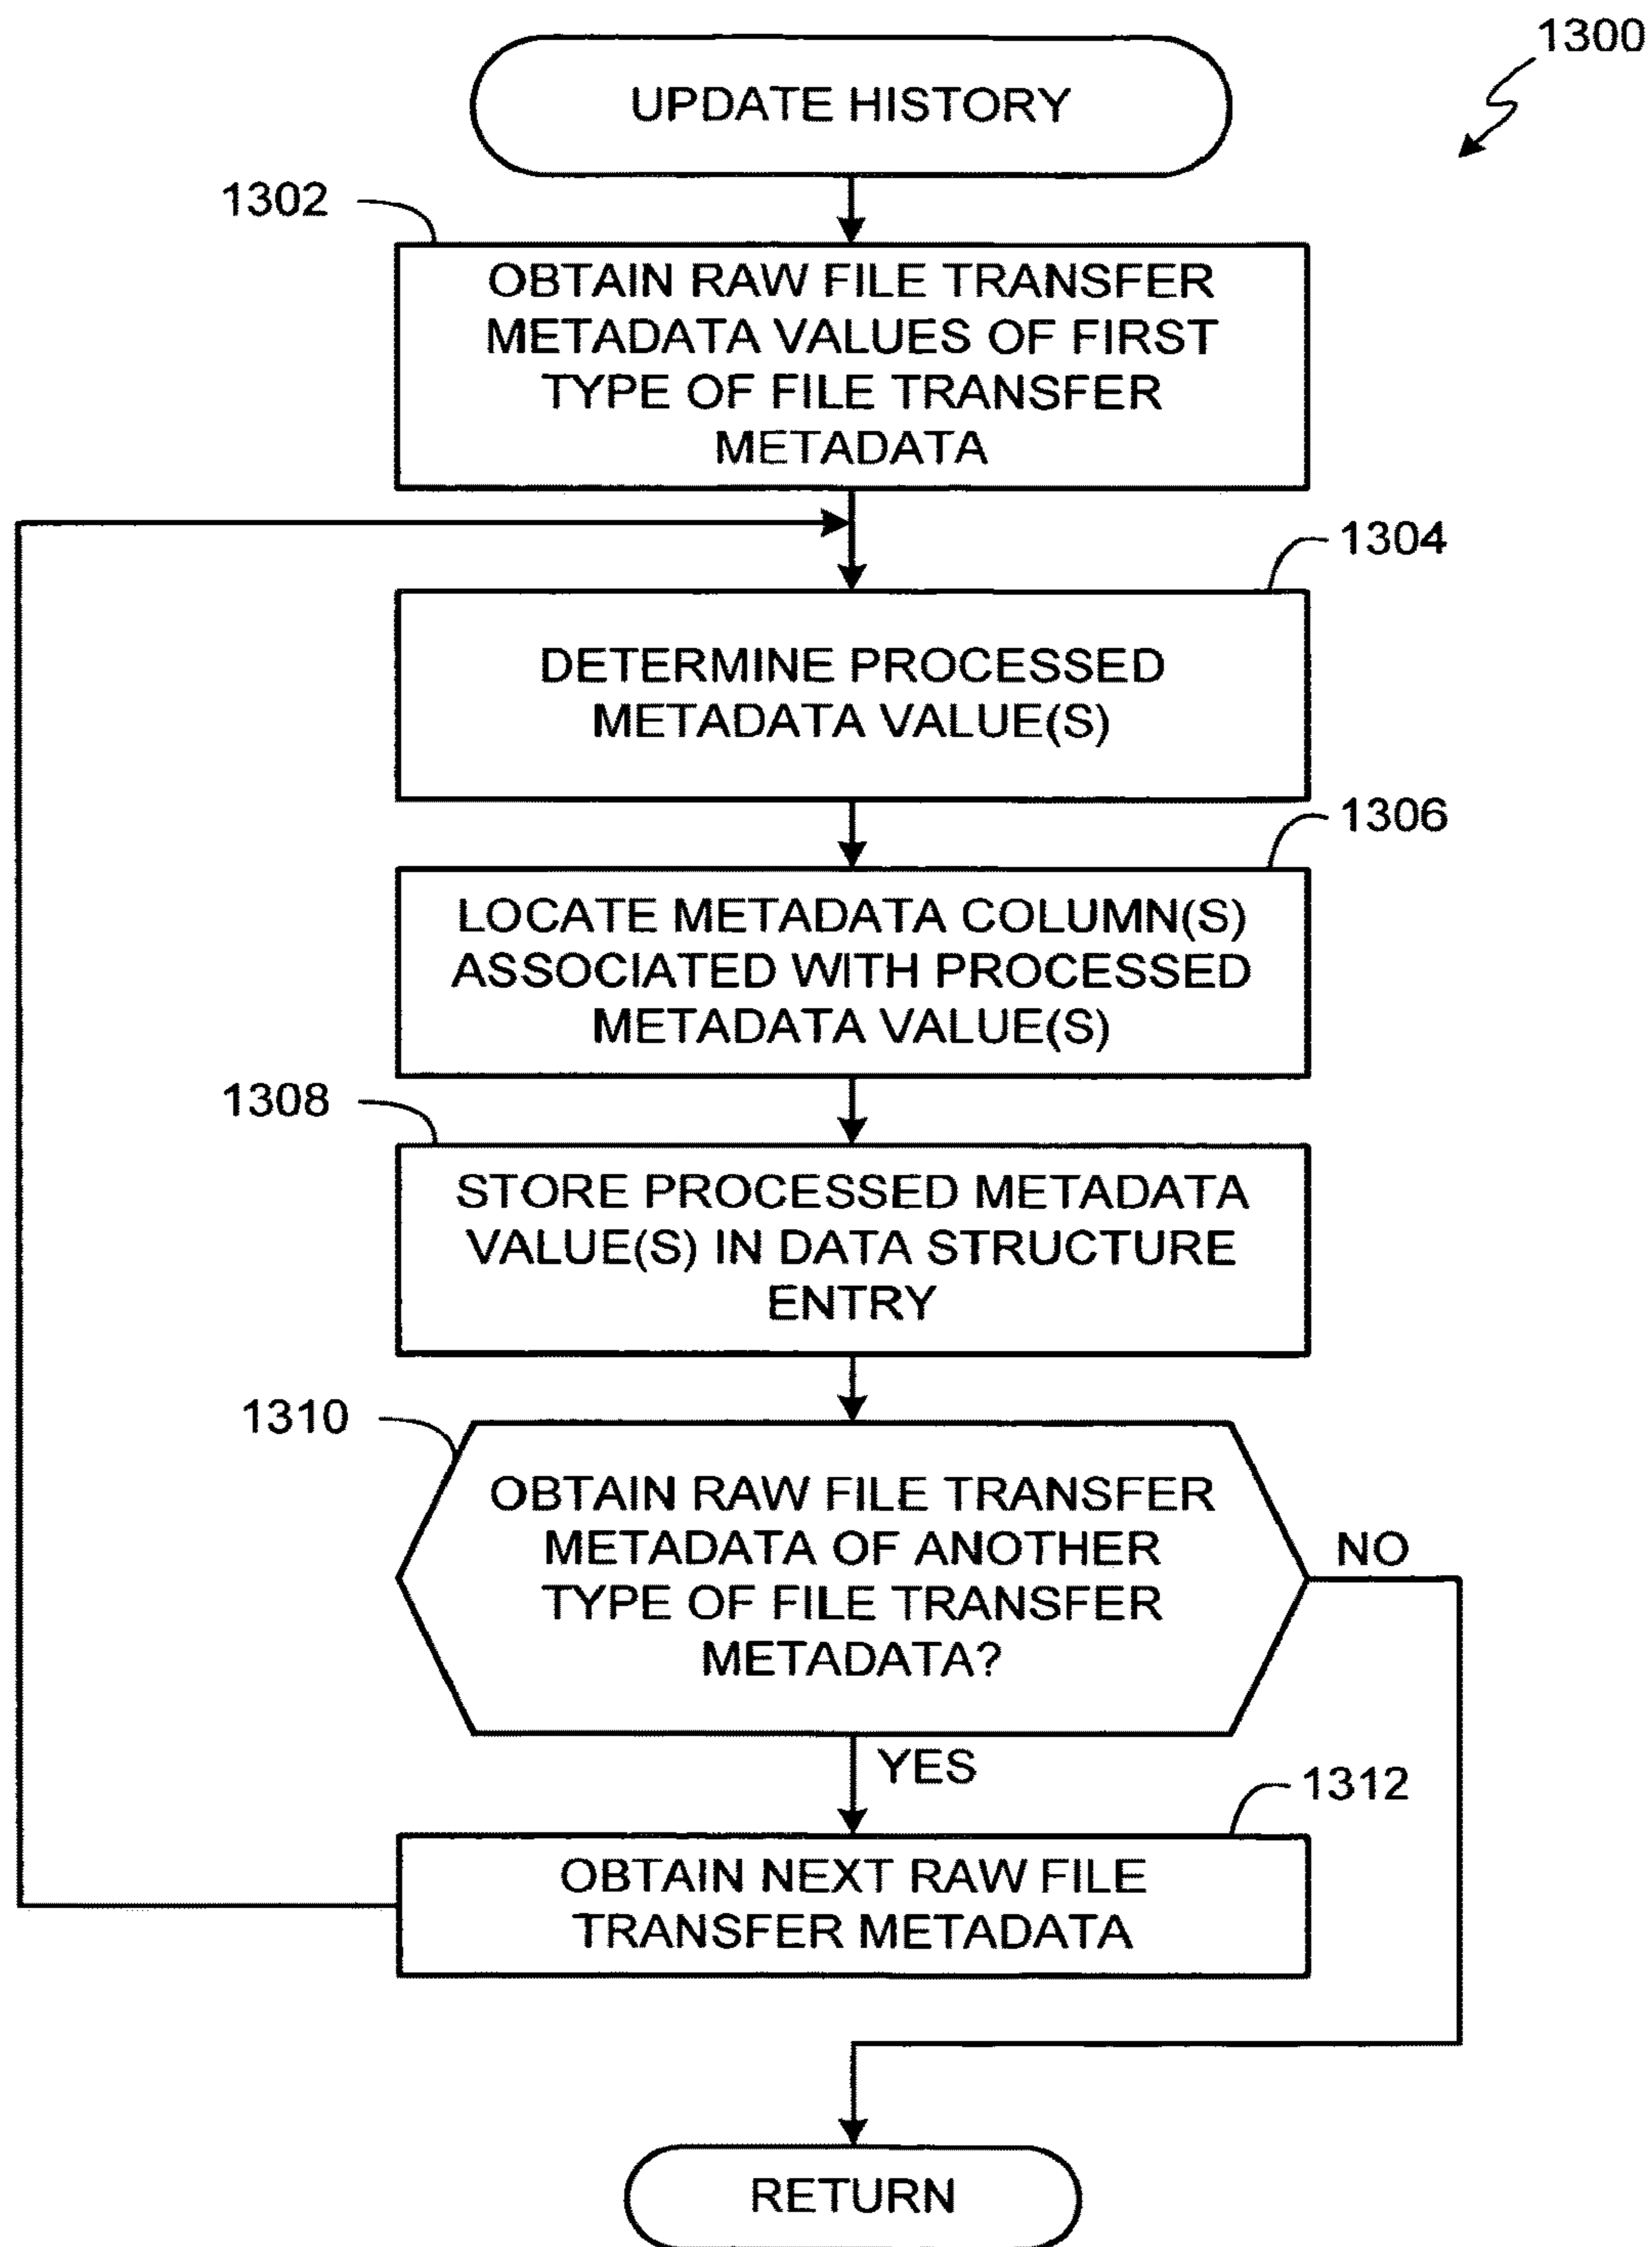 1300
UPDATE HISTORY
1302
OBTAIN RAW FILE TRANSFER
METADATA VALUES OF FIRST
TYPE OF FILE TRANSFER
METADATA
1304
DETERMINE PROCESSED
METADATA VALUE(S)
1306
LOCATE METADATA COLUMN(S)
ASSOCIATED WITH PROCESSED
METADATA VALUE(S)
1308
STORE PROCESSED METADATA
VALUE(S) IN DATA STRUCTURE
ENTRY
1310
OBTAIN RAW FILE TRANSFER
METADATA OF ANOTHER
TYPE OF FILE TRANSFER
METADATA?
NO
YES
1312
OBTAIN NEXT RAW FILE
TRANSFER METADATA
RETURN